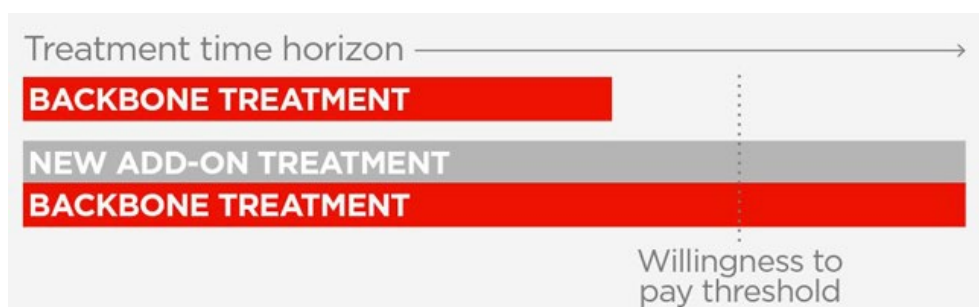 Treatment time horizon
BACKBONE TREATMENT
NEW ADD-ON TREATMENT
BACKBONE TREATMENT
Willingness to
pay threshold